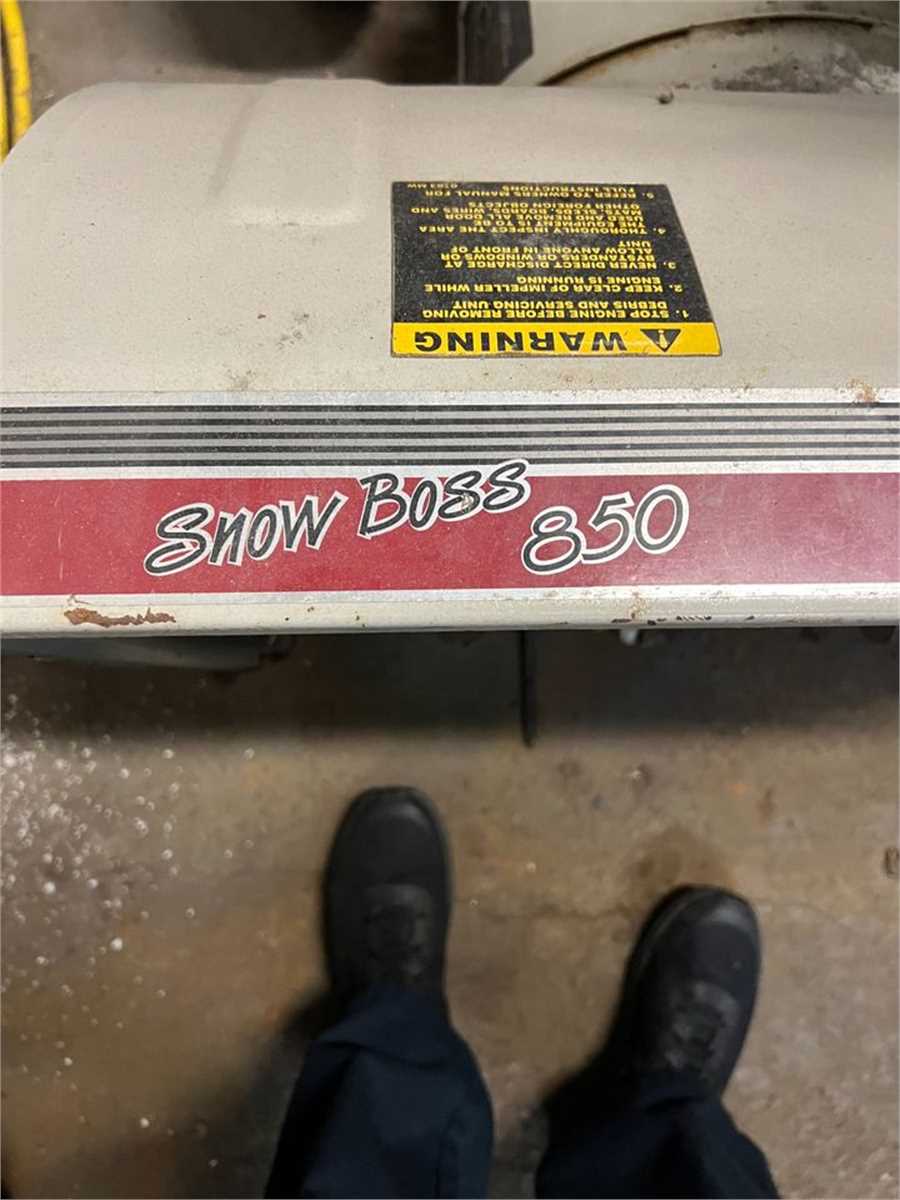 WARNING
1. STOP ENGINE BEFORE REMOVING
DEBRIS AND SERVICING UNIT
2. KEEP CLEAR OF IMPELLER WHILE
ENGINE IS RUNNING
3. NEVER DIRECT DISCHARGE AT
BYSTANDERS OR WINDOWS OR
ALLOW ANYONE IN FRONT OF
UNIT
4. THOROUGHLY INSPECT THE AREA
THE EQUIPMENT IS TO BE
USED AND REMOVE ALL DOOR
MATS, SLEDS, BOARDS, WIRES AND
OTHER FOREIGN OBJECTS
5. REFER TO OWNERS MANUAL FOR
FULL INSTRUCTIONS
Snow Boss 850